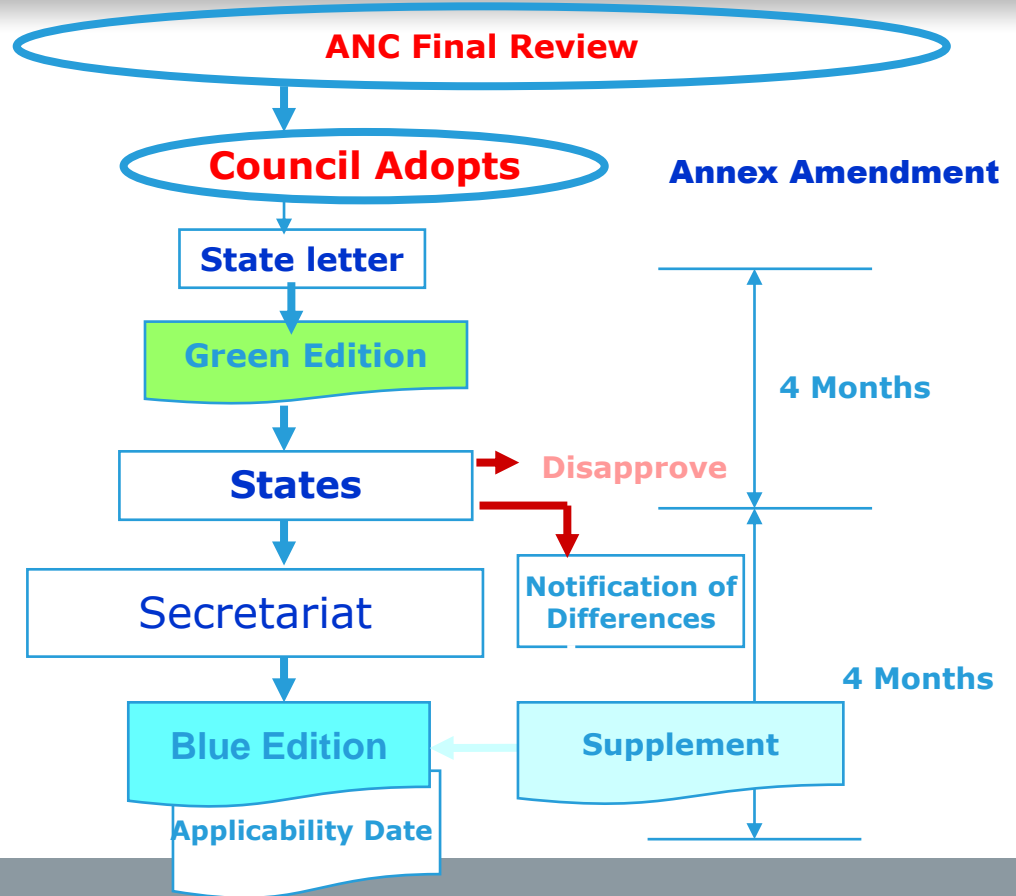 ANC Final Review
Council Adopts
Annex Amendment
State letter
Green Edition
4 Months
States
Disapprove
Secretariat
Notification of
Differences
4 Months
Blue Edition
Supplement
Applicability Date